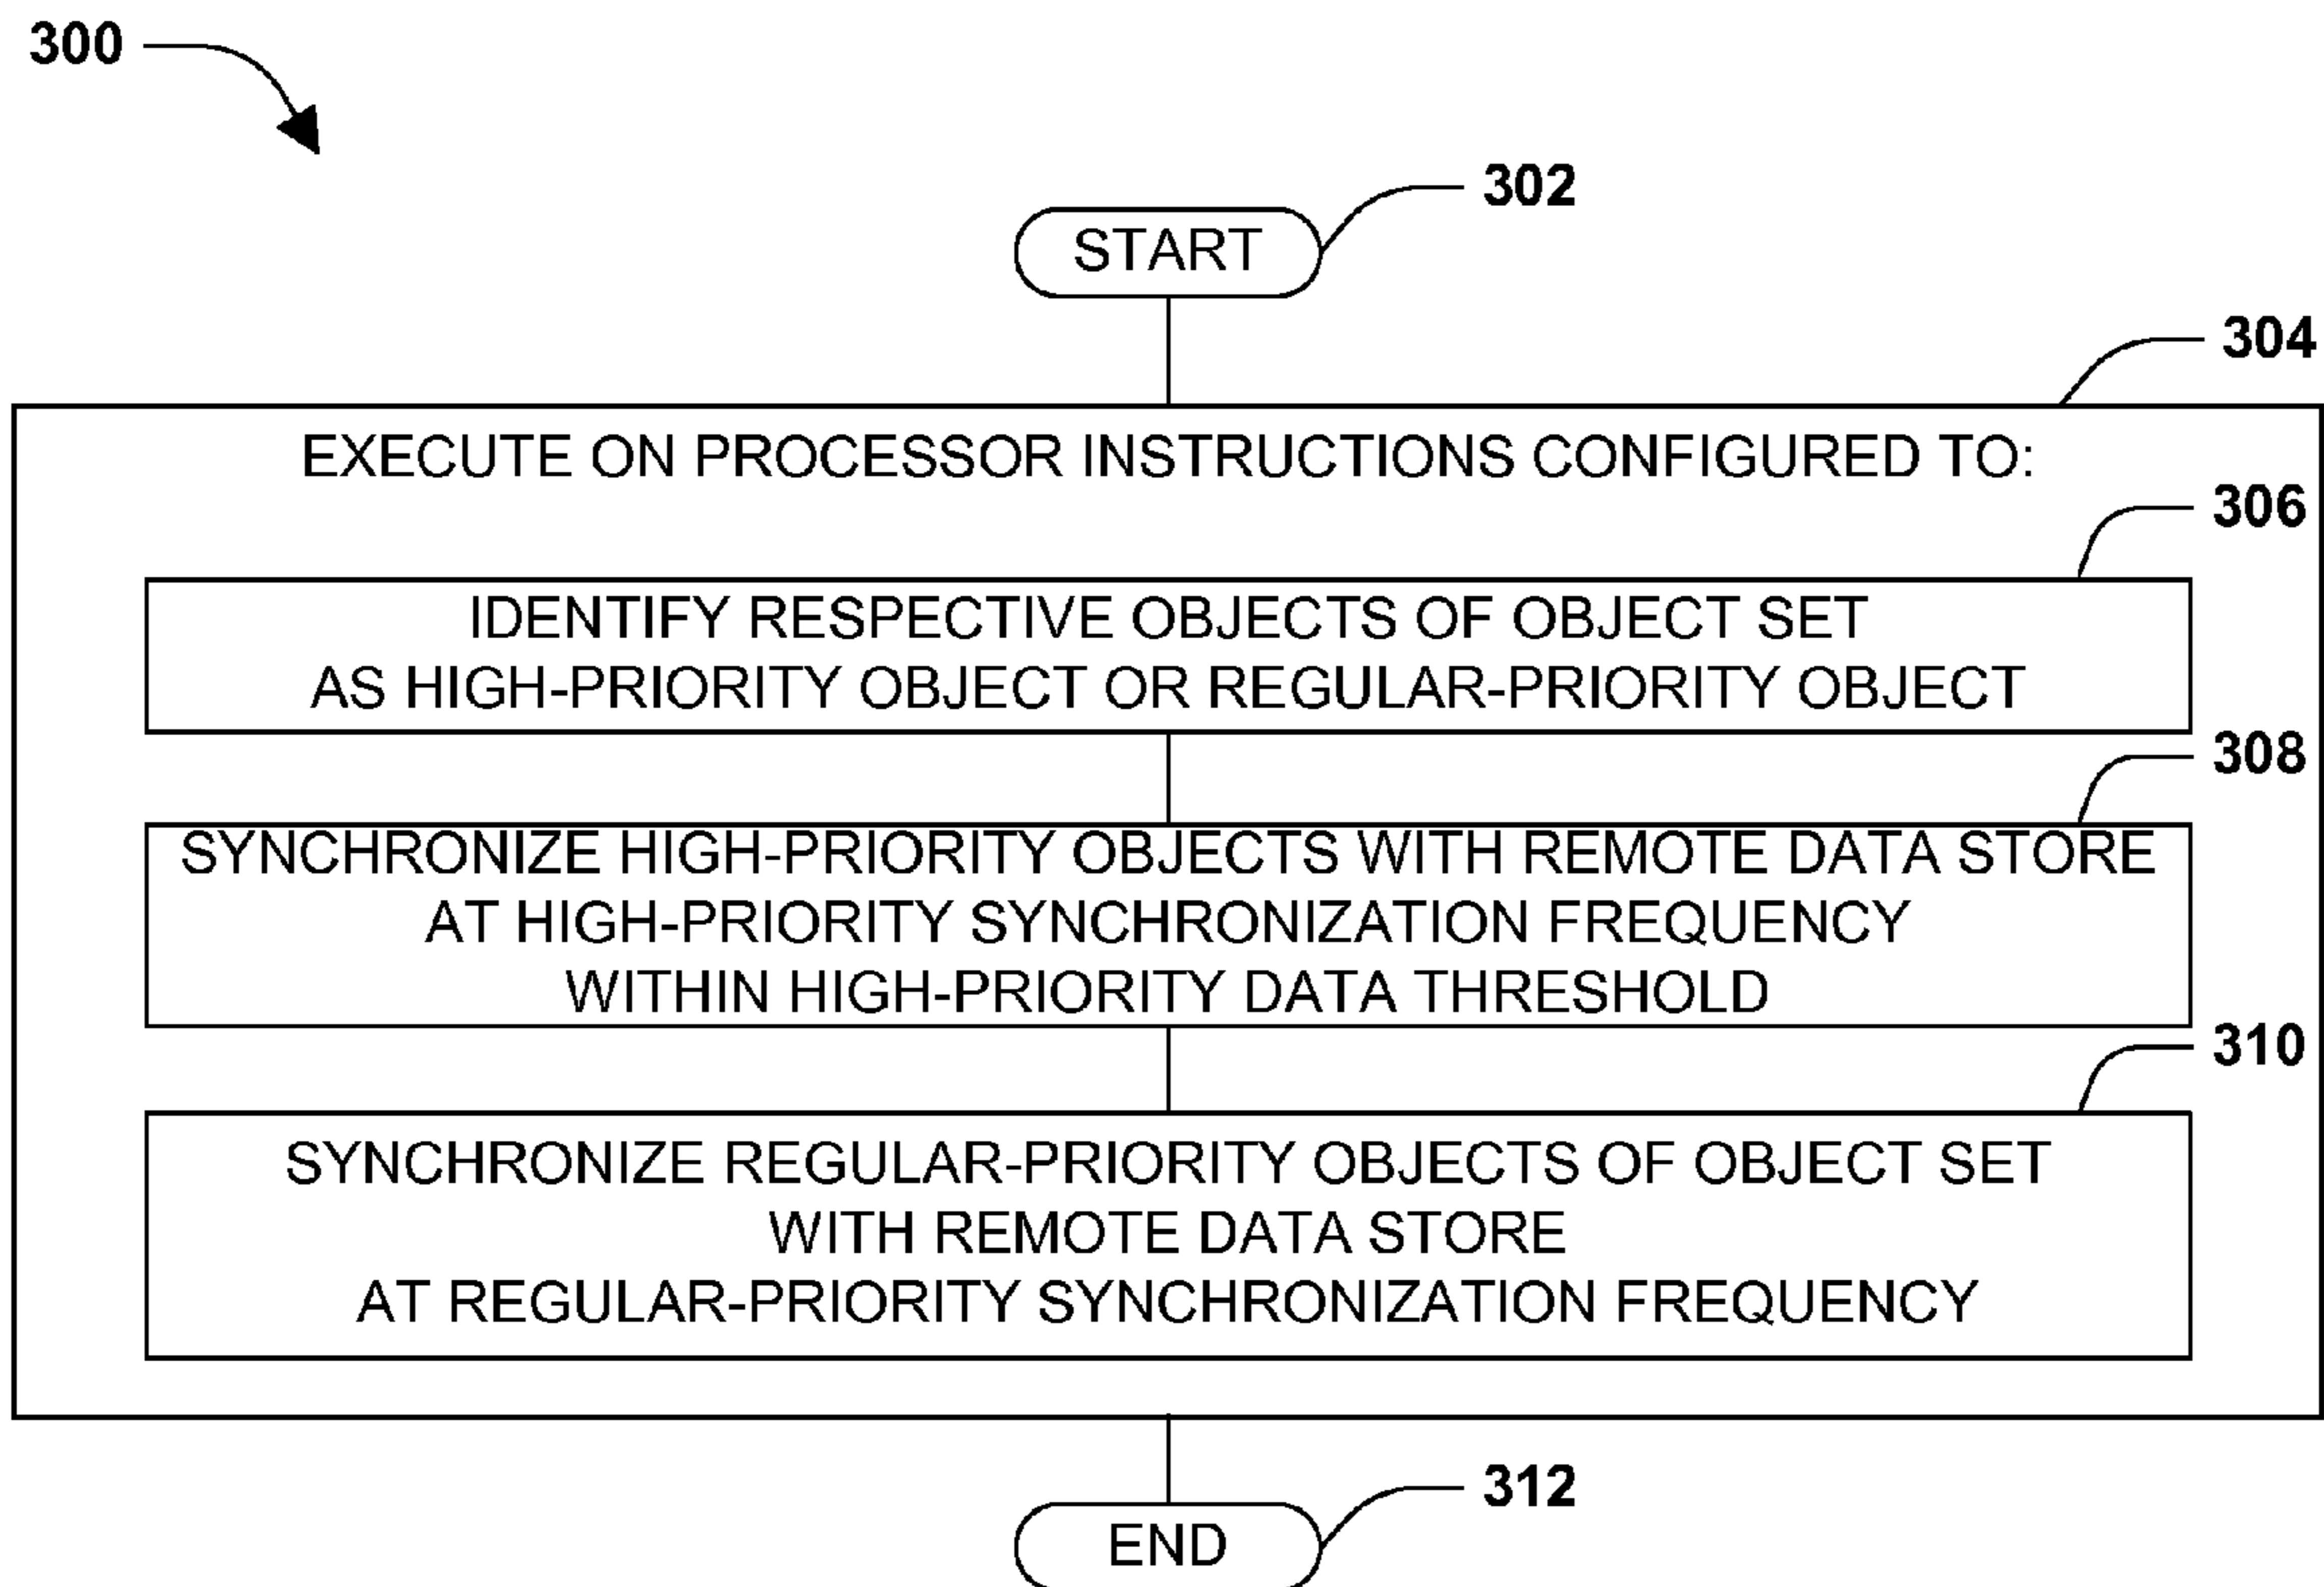 300
302
START
304
EXECUTE ON PROCESSOR INSTRUCTIONS CONFIGURED TO:
306
IDENTIFY RESPECTIVE OBJECTS OF OBJECT SET
AS HIGH-PRIORITY OBJECT OR REGULAR-PRIORITY OBJECT
308
SYNCHRONIZE HIGH-PRIORITY OBJECTS WITH REMOTE DATA STORE
AT HIGH-PRIORITY SYNCHRONIZATION FREQUENCY
WITHIN HIGH-PRIORITY DATA THRESHOLD
310
SYNCHRONIZE REGULAR-PRIORITY OBJECTS OF OBJECT SET
WITH REMOTE DATA STORE
AT REGULAR-PRIORITY SYNCHRONIZATION FREQUENCY
312
END